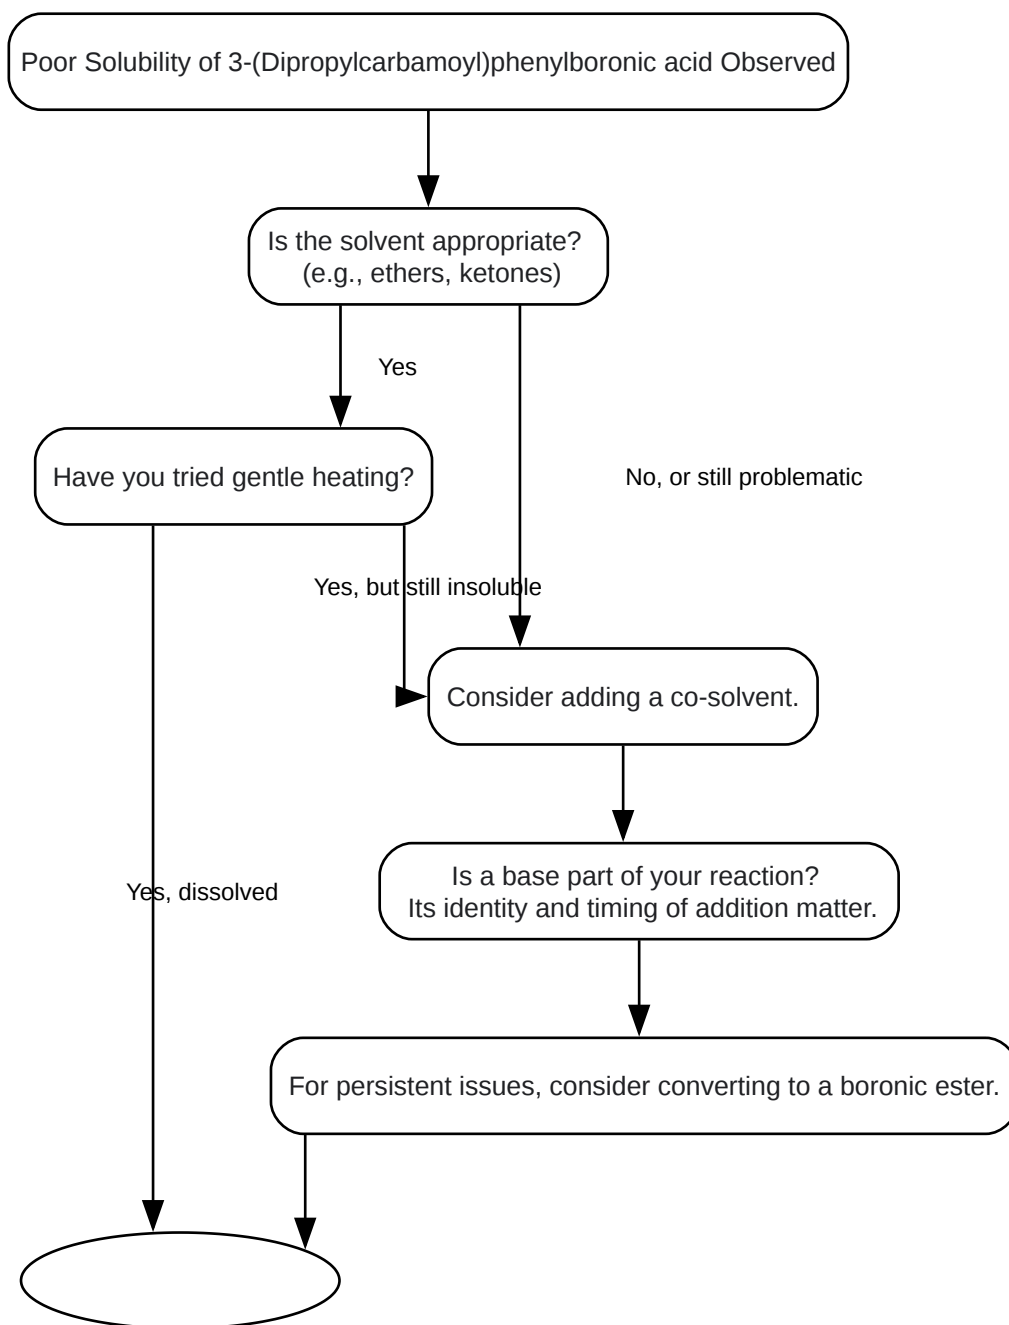 Poor Solubility of 3-(Dipropylcarbamoyl)phenylboronic acid Observed
Is the solvent appropriate?
(e.g., ethers, ketones)
Yes
Have you tried gentle heating?
No, or still problematic
Yes, but still insoluble
Consider adding a co-solvent.
Is a base part of your reaction?
Its identity and timing of addition matter.
Yes, dissolved
For persistent issues, consider converting to a boronic ester.